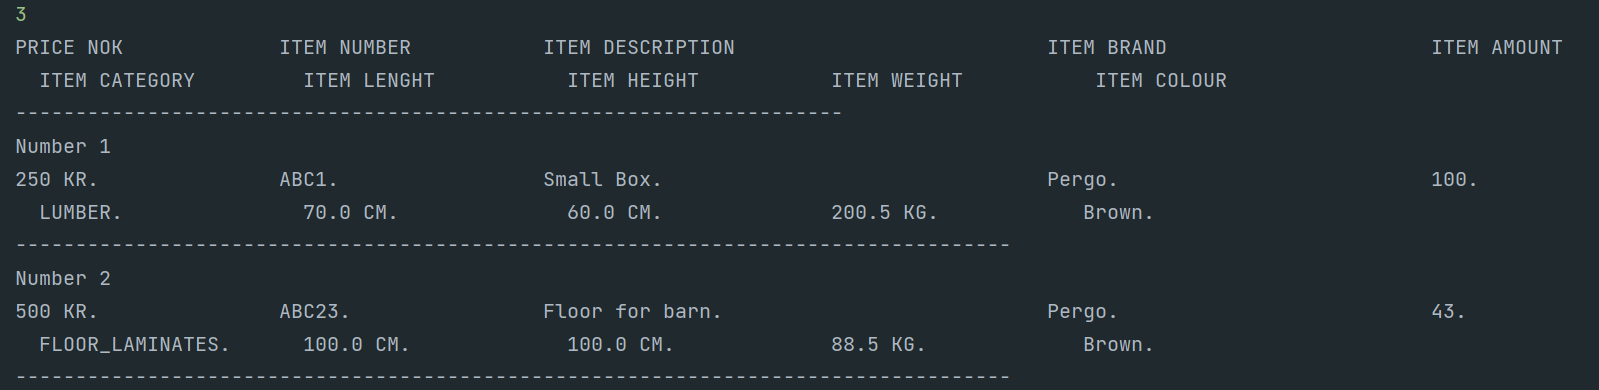 3
PRICE NOK             ITEM NUMBER           ITEM DESCRIPTION                          ITEM BRAND                      ITEM AMOUNT
  ITEM CATEGORY         ITEM LENGHT           ITEM HEIGHT           ITEM WEIGHT           ITEM COLOUR
---------------------------------------------------------------------
Number 1
250 KR.               ABC1.                 Small Box.                                Pergo.                          100.
  LUMBER.               70.0 CM.              60.0 CM.              200.5 KG.            Brown.
-----------------------------------------------------------------------------------
Number 2
500 KR.               ABC23.                Floor for barn.                           Pergo.                          43.
  FLOOR_LAMINATES.      100.0 CM.             100.0 CM.             88.5 KG.             Brown.
-----------------------------------------------------------------------------------